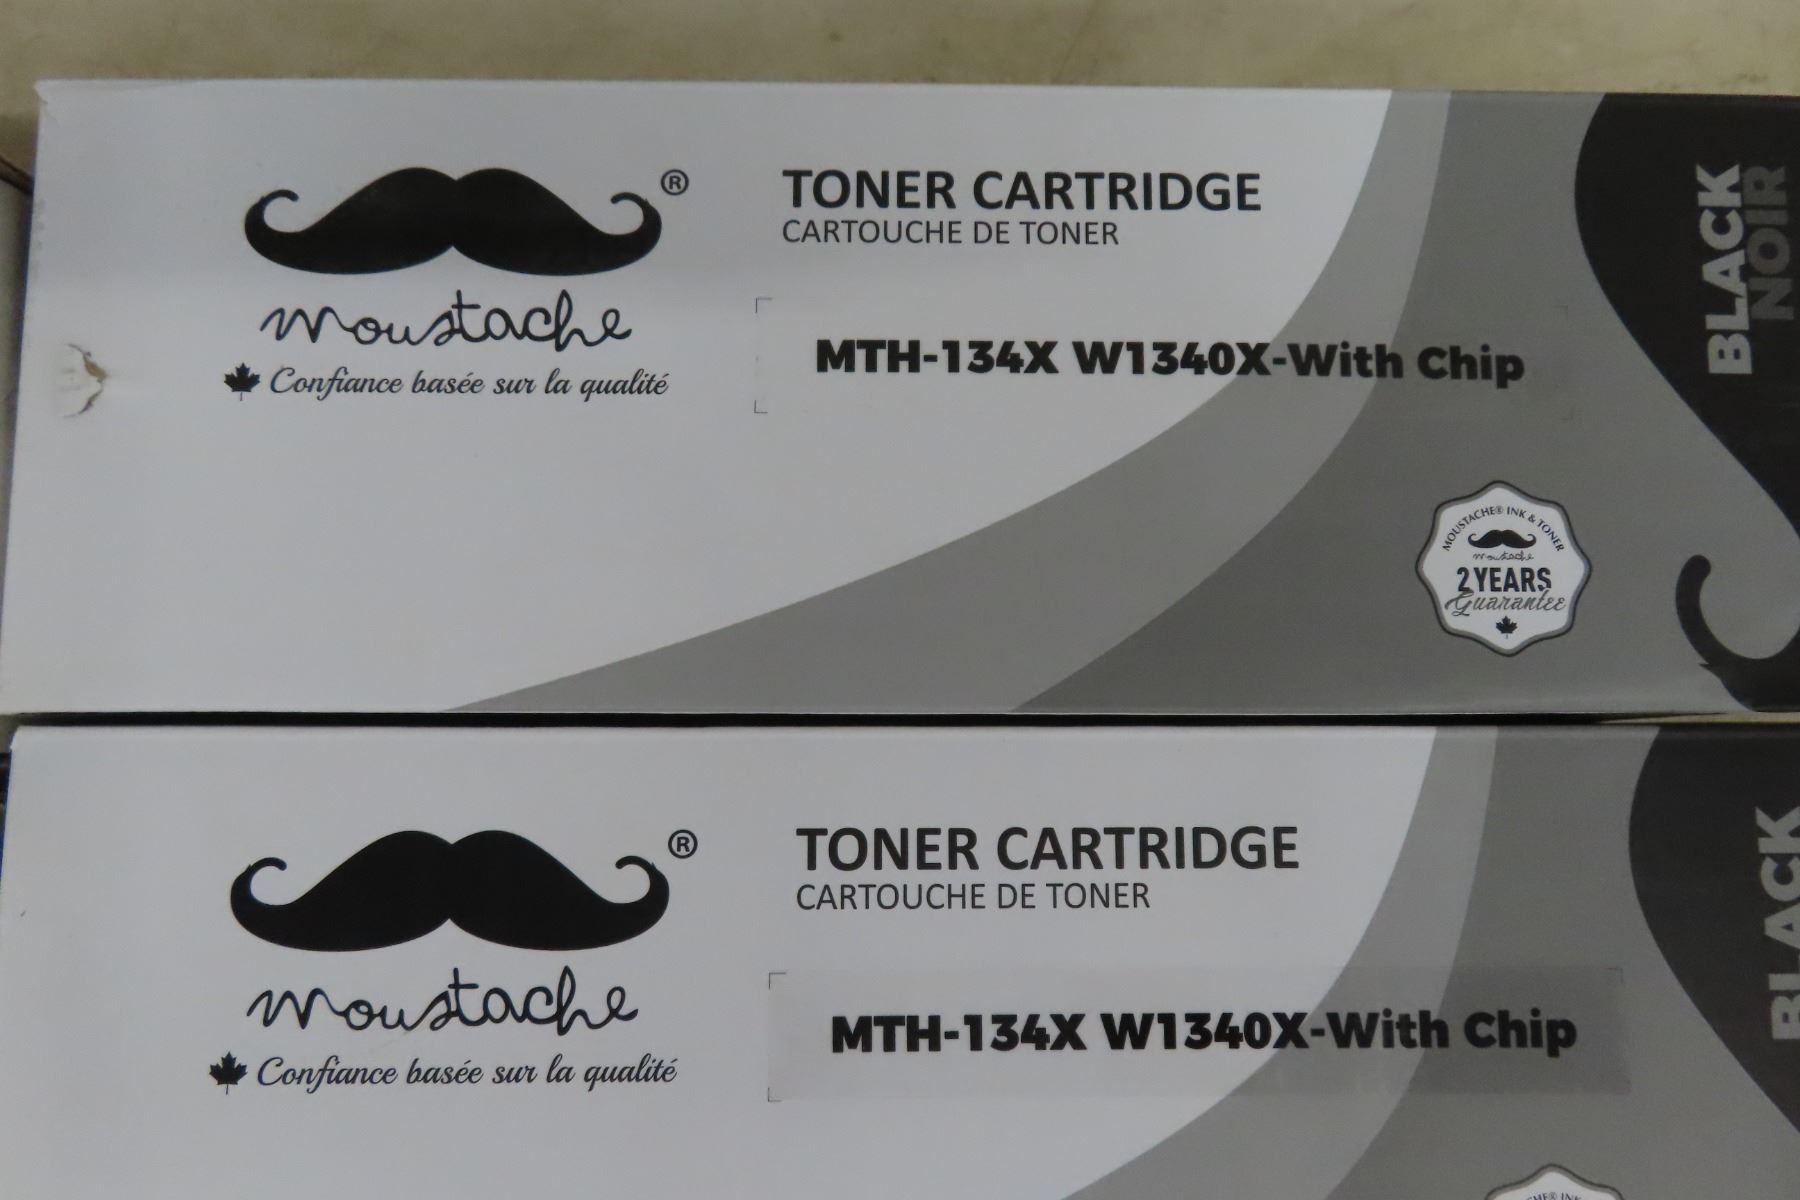 ®
moustache
Confiance basée sur la qualité
TONER CARTRIDGE
CARTOUCHE DE TONER
MTH-134X W1340X-With Chip
BLACK
NOIR
MOUSTACHE® INK & TONER
moustache
2 YEARS
Guarantee
®
moustache
Confiance basée sur la qualité
TONER CARTRIDGE
CARTOUCHE DE TONER
MTH-134X W1340X-With Chip
BLACK